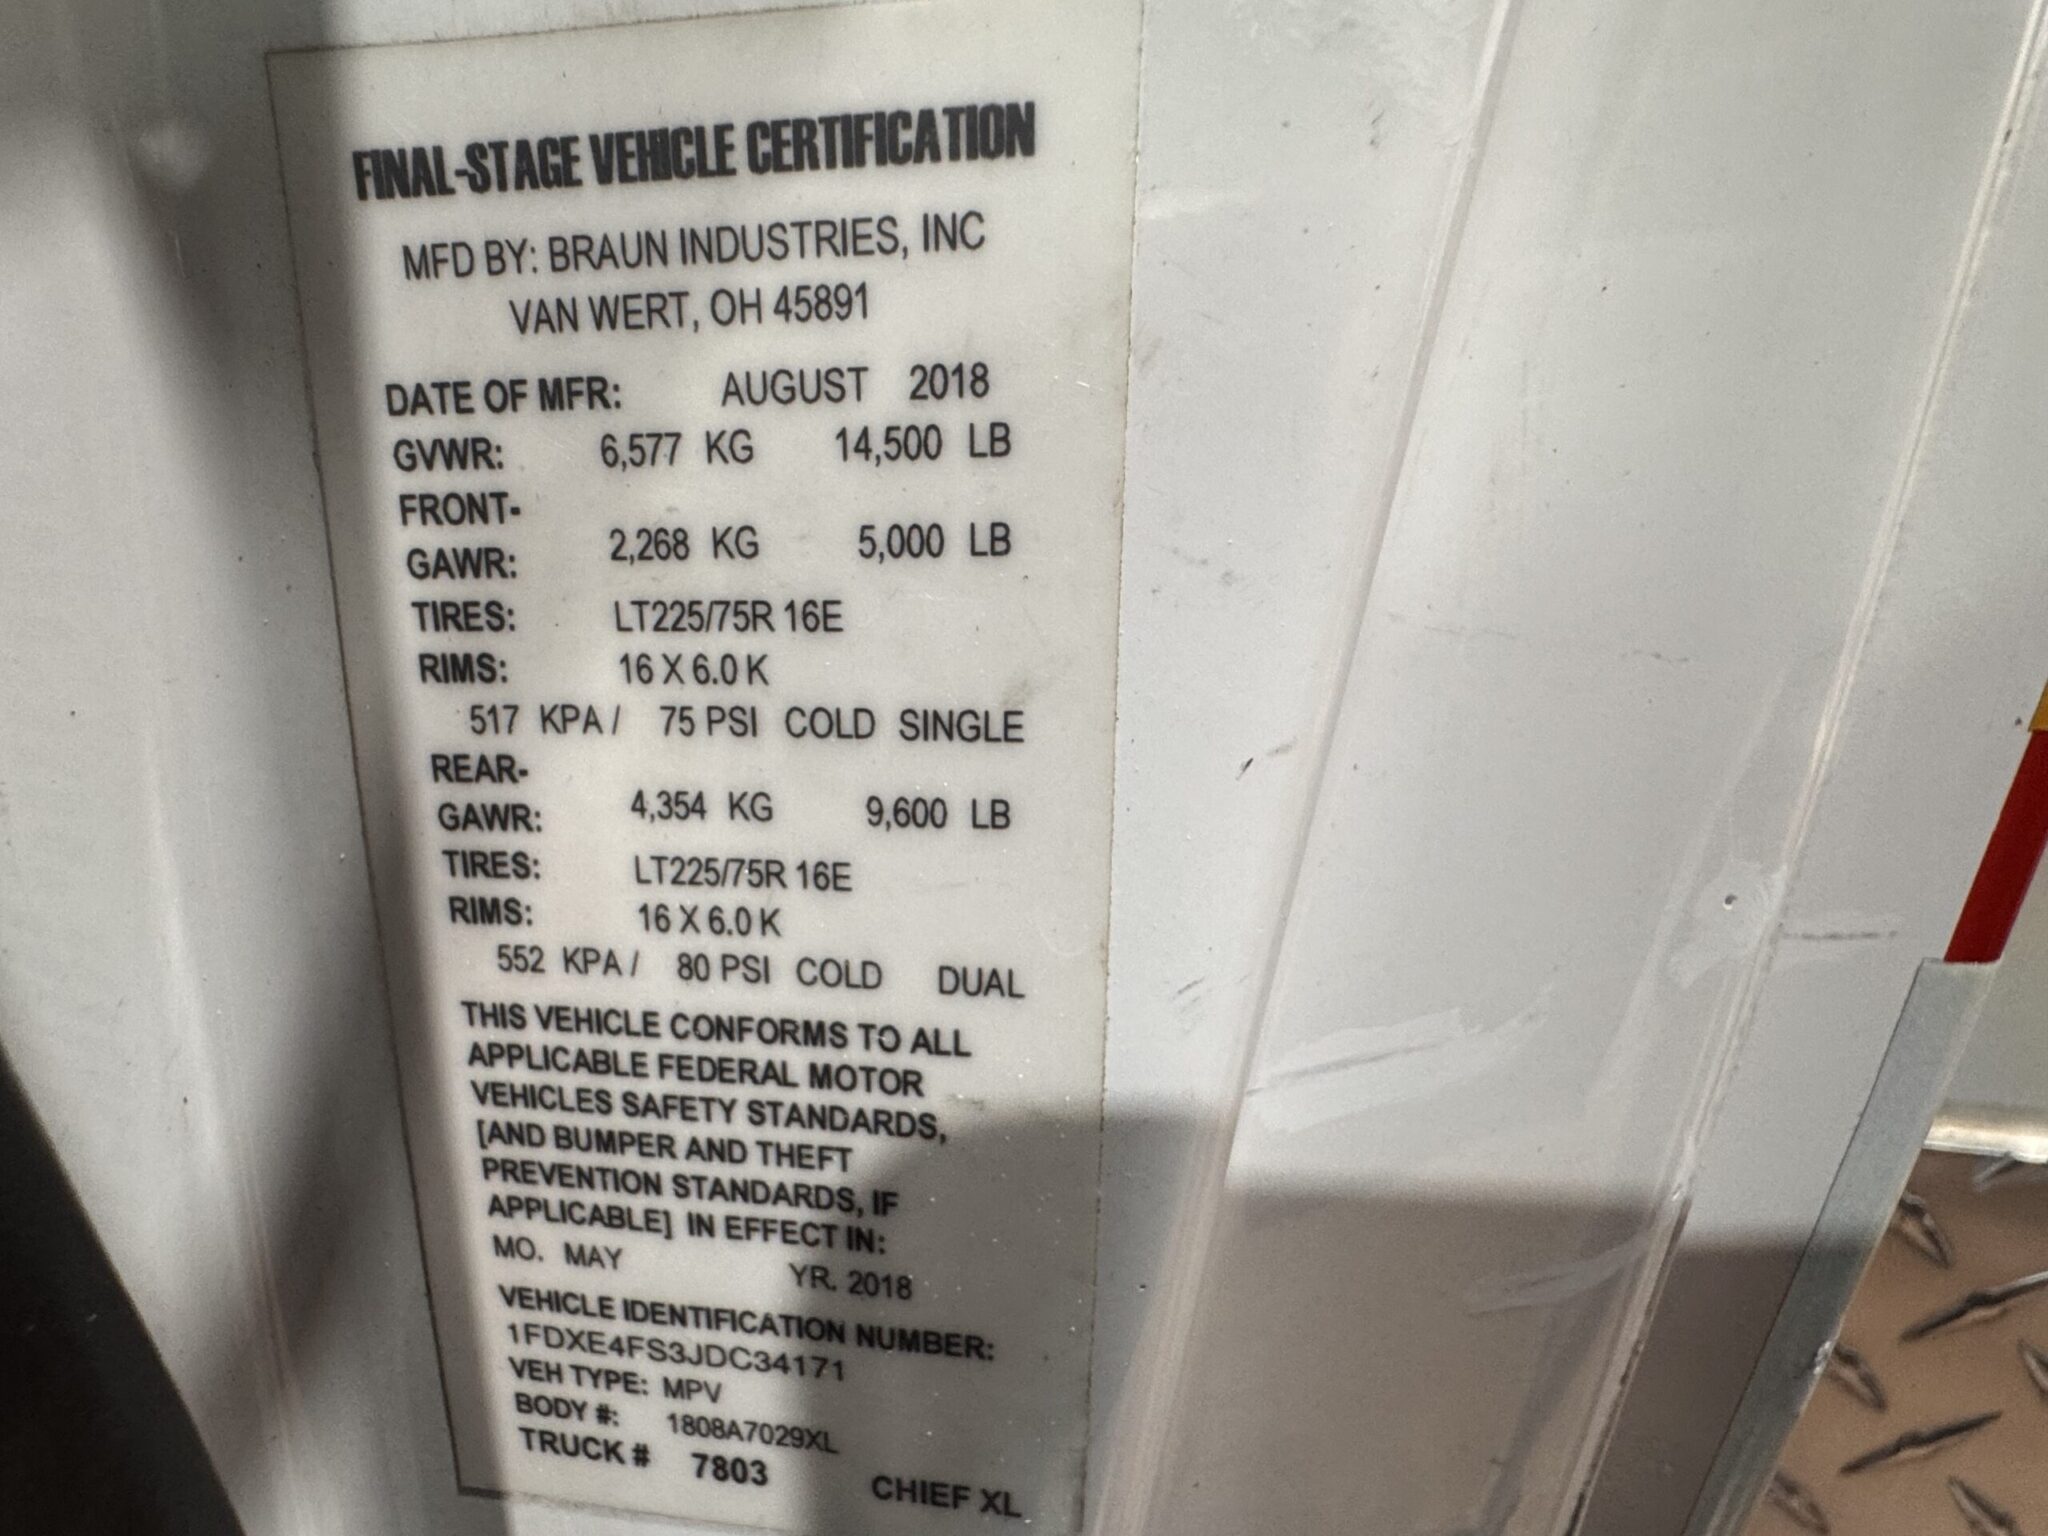 FINAL-STAGE VEHICLE CERTIFICATION
MFD BY: BRAUN INDUSTRIES, INC
VAN WERT, OH 45891
DATE OF MFR: AUGUST 2018
GVWR: 6,577 KG 14,500 LB
FRONT-
GAWR: 2,268 KG 5,000 LB
TIRES: LT225/75R 16E
RIMS: 16 X 6.0 K
517 KPA / 75 PSI COLD SINGLE
REAR-
GAWR: 4,354 KG 9,600 LB
TIRES: LT225/75R 16E
RIMS: 16 X 6.0 K
552 KPA / 80 PSI COLD DUAL
THIS VEHICLE CONFORMS TO ALL
APPLICABLE FEDERAL MOTOR
VEHICLES SAFETY STANDARDS,
[AND BUMPER AND THEFT
PREVENTION STANDARDS, IF
APPLICABLE] IN EFFECT IN:
MO. MAY YR. 2018
VEHICLE IDENTIFICATION NUMBER:
1FDXE4FS3JDC34171
VEH TYPE: MPV
BODY #: 1808A7029XL
TRUCK # 7803 CHIEF XL